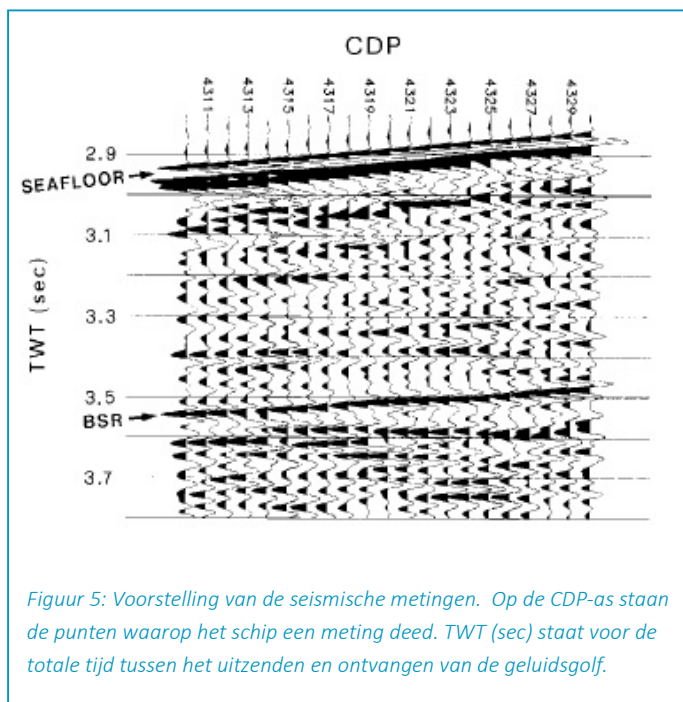 CDP
4311 4313 4315 4317 4319 4321 4323 4325 4327 4329
2.9
SEAFLOOR
3.1
TWT (sec)
3.3
3.5
BSR
3.7
Figuur 5: Voorstelling van de seismische metingen. Op de CDP-as staan
de punten waarop het schip een meting deed. TWT (sec) staat voor de
totale tijd tussen het uitzenden en ontvangen van de geluidsgolf.